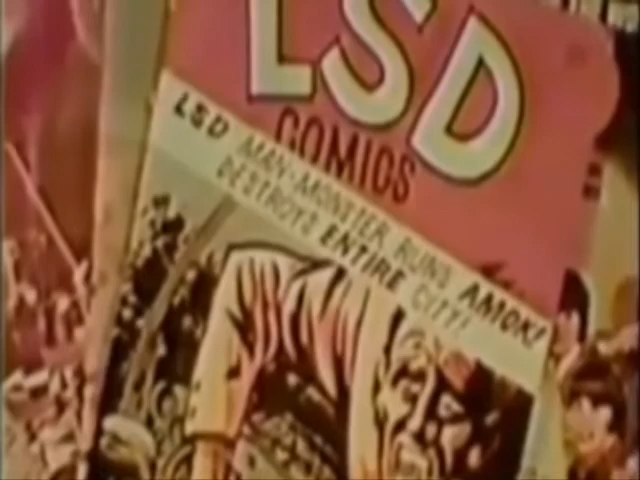 LSD
COMICS
LSD MAN-MONSTER RUNS AMOK!
DESTROYS ENTIRE CITY!